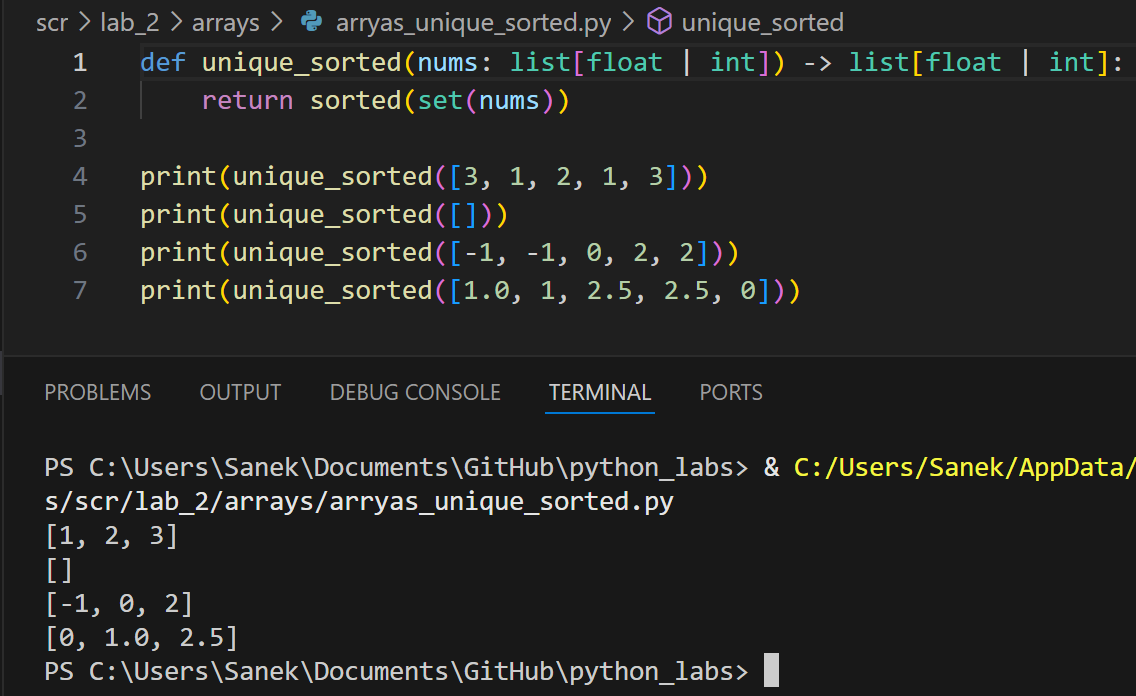 scr > lab_2 > arrays > arryas_unique_sorted.py > unique_sorted
1 def unique_sorted(nums: list[float | int]) -> list[float | int]:
2     return sorted(set(nums))
3
4 print(unique_sorted([3, 1, 2, 1, 3]))
5 print(unique_sorted([]))
6 print(unique_sorted([-1, -1, 0, 2, 2]))
7 print(unique_sorted([1.0, 1, 2.5, 2.5, 0]))
PROBLEMS OUTPUT DEBUG CONSOLE TERMINAL PORTS
PS C:\Users\Sanek\Documents\GitHub\python_labs> & C:/Users/Sanek/AppData/
s/scr/lab_2/arrays/arryas_unique_sorted.py
[1, 2, 3]
[]
[-1, 0, 2]
[0, 1.0, 2.5]
PS C:\Users\Sanek\Documents\GitHub\python_labs>